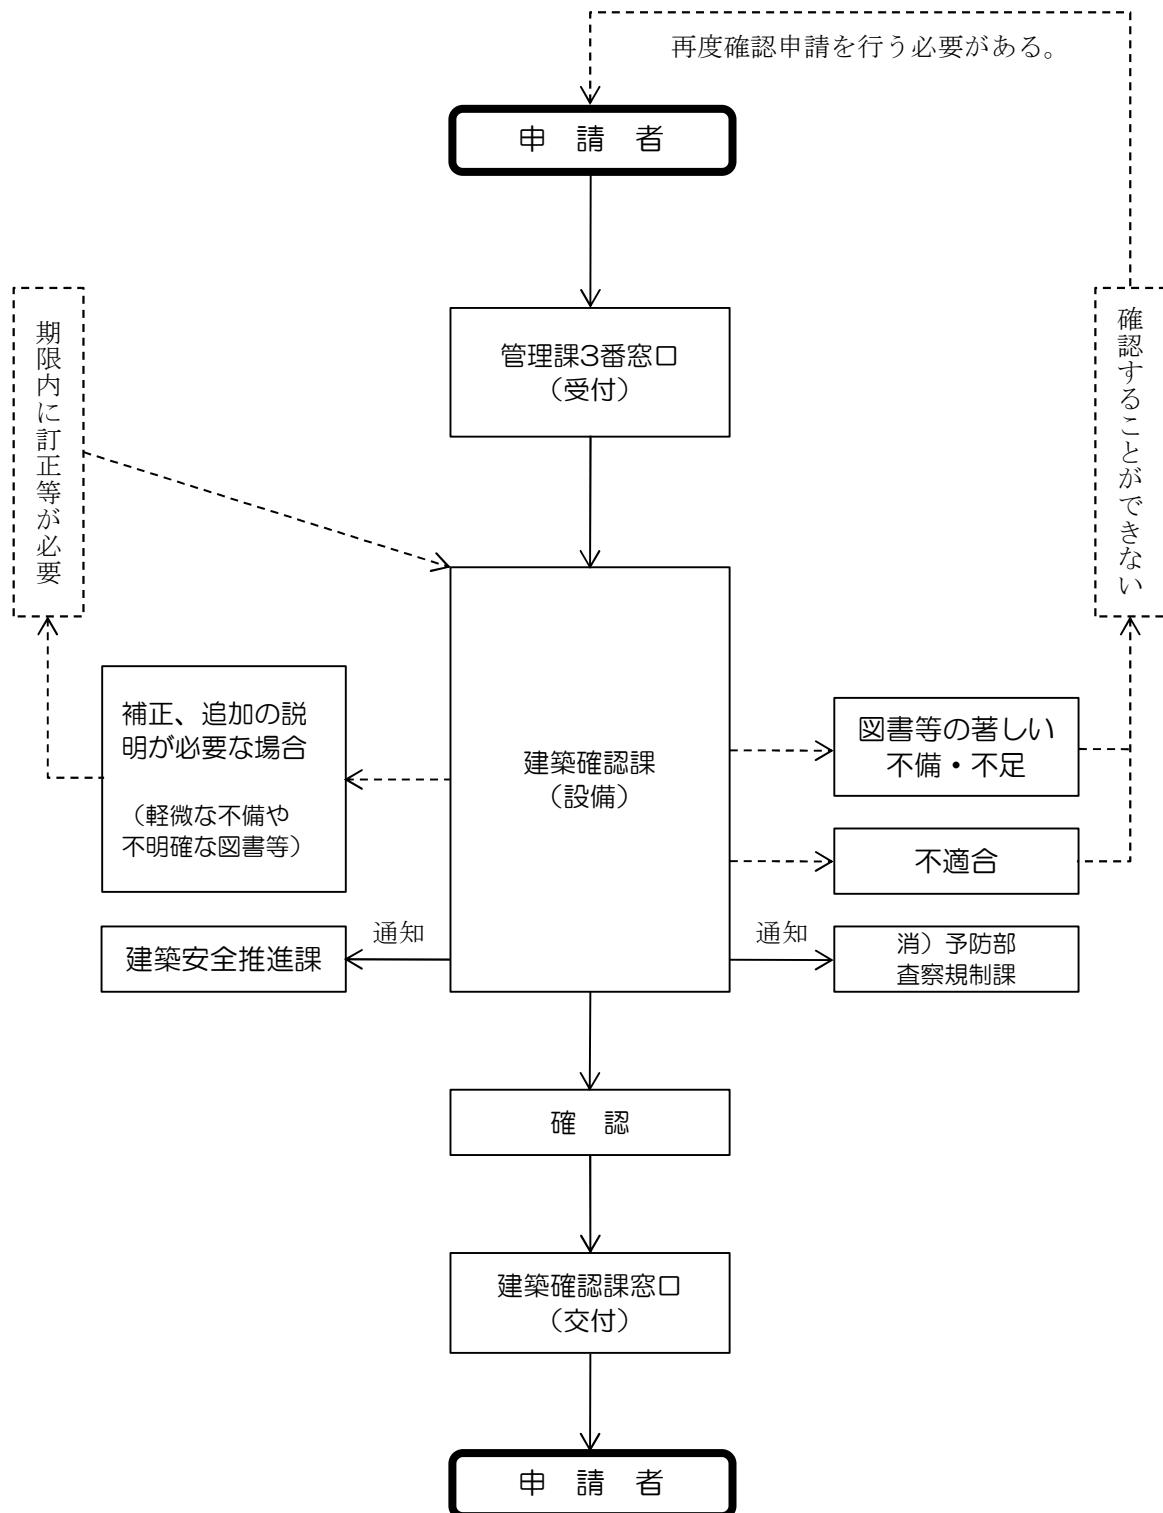 再度確認申請を行う必要がある。
申 請 者
管理課3番窓口
(受付)
期限内に訂正等が必要
確認することができない
補正、追加の説
明が必要な場合
(軽微な不備や
不明確な図書等)
建築確認課
(設備)
図書等の著しい
不備・不足
不適合
通知
建築安全推進課
通知
消)予防部
査察規制課
確 認
建築確認課窓口
(交付)
申 請 者